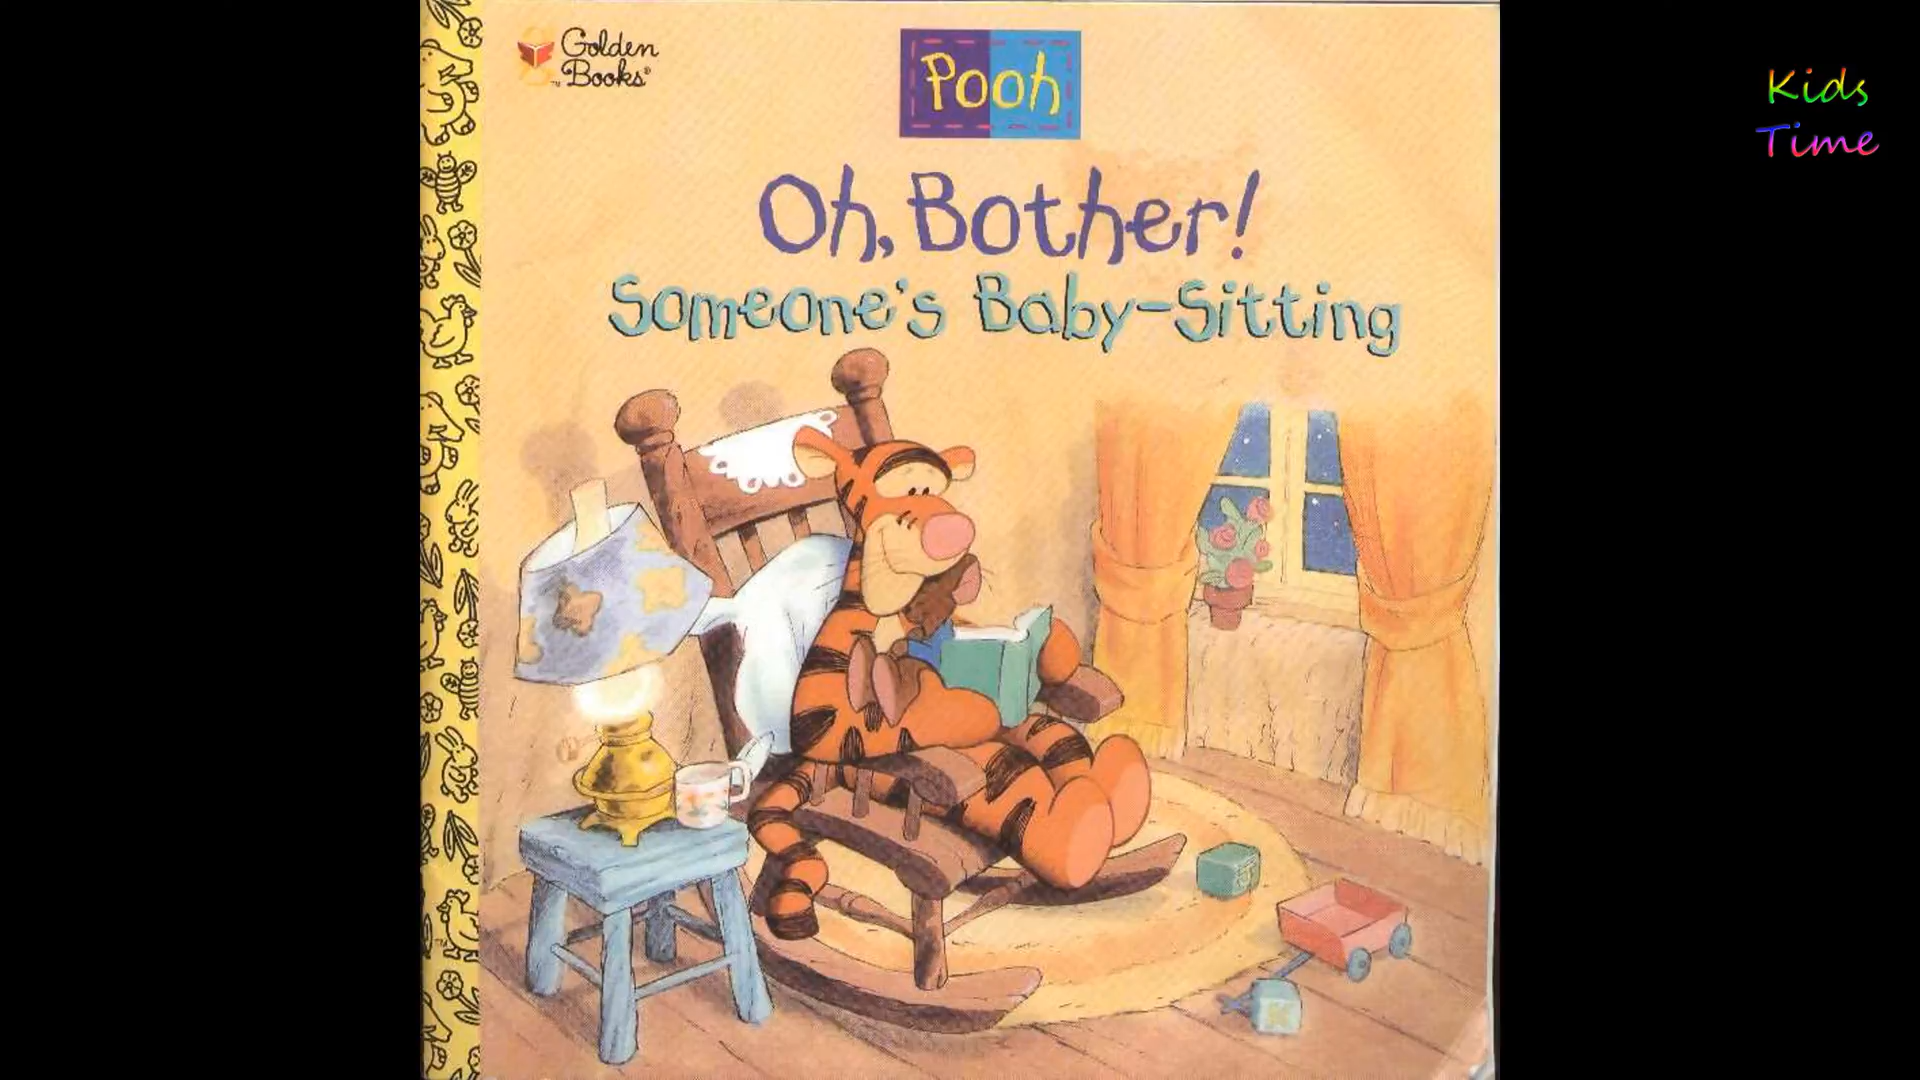 Golden
Books®
Pooh
Oh, Bother!
Someone's Baby-Sitting
Kids
Time